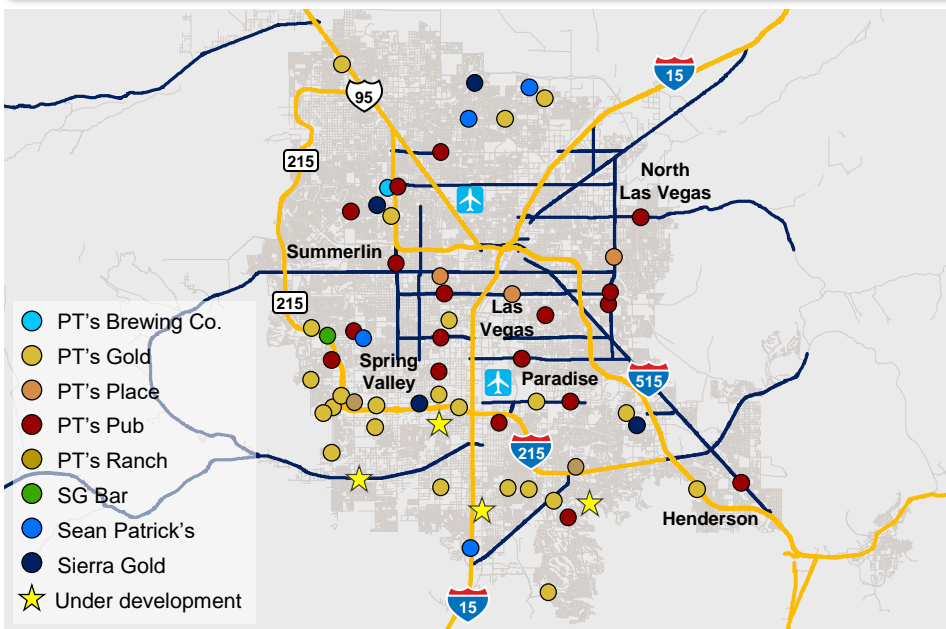 15
95
215
North
Las Vegas
Summerlin
215
Las
Vegas
Spring
Valley
Paradise
515
215
Henderson
15
PT's Brewing Co.
PT's Gold
PT's Place
PT's Pub
PT's Ranch
SG Bar
Sean Patrick's
Sierra Gold
Under development